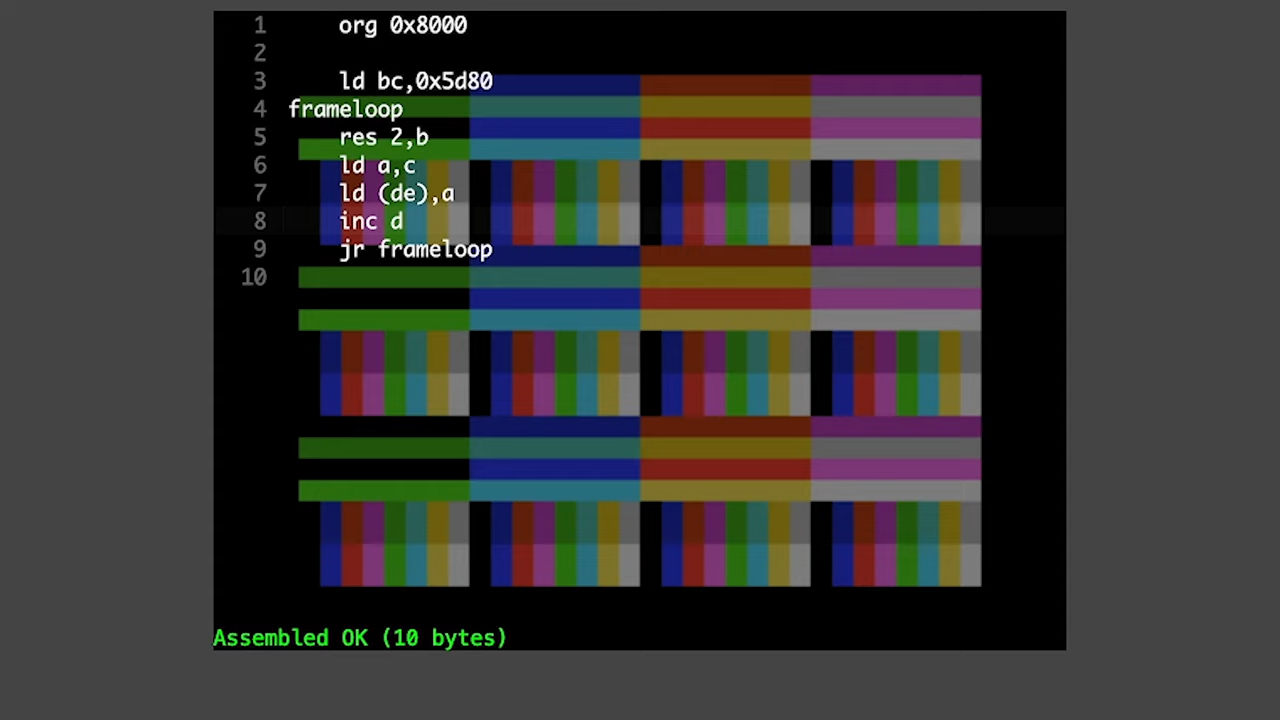 1 org 0x8000
2
3 ld bc,0x5d80
4 frameloop
5 res 2,b
6 ld a,c
7 ld (de),a
8 inc d
9 jr frameloop
10
Assembled OK (10 bytes)